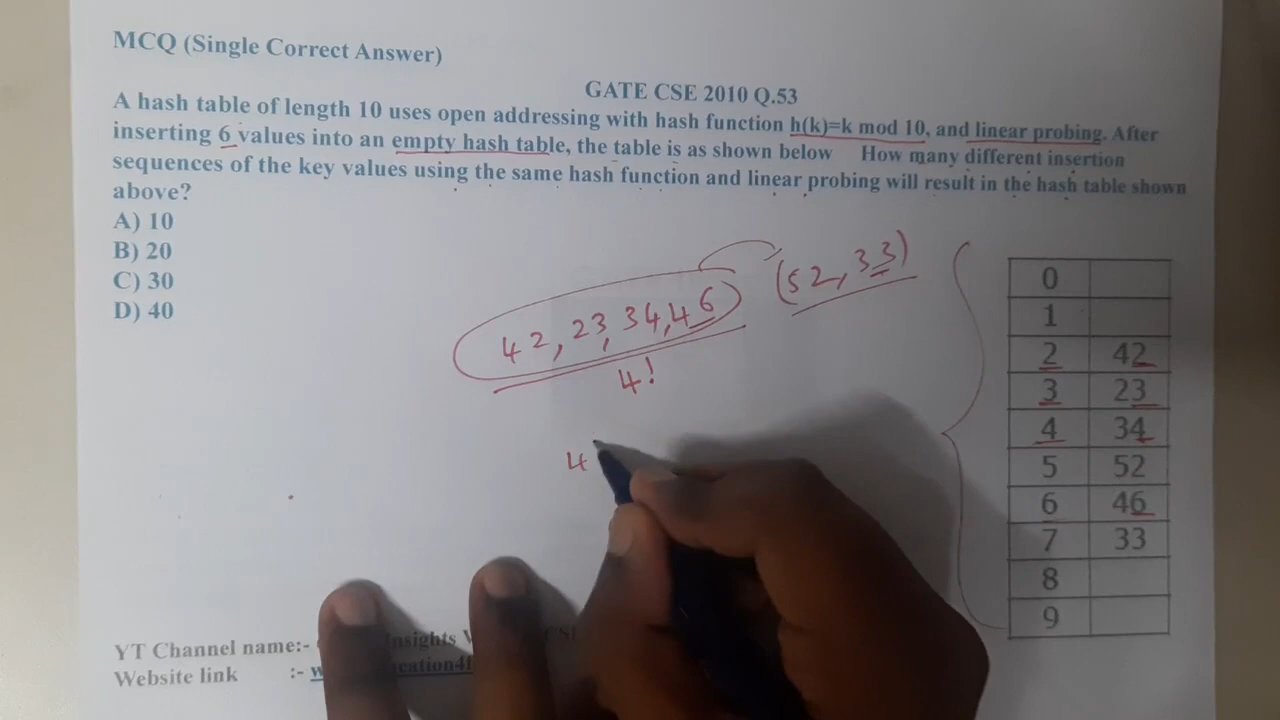 MCQ (Single Correct Answer)
GATE CSE 2010 Q.53
A hash table of length 10 uses open addressing with hash function h(k)=k mod 10, and linear probing. After
inserting 6 values into an empty hash table, the table is as shown below How many different insertion
sequences of the key values using the same hash function and linear probing will result in the hash table shown
above?
A) 10
B) 20
C) 30
D) 40
42, 23, 34, 46
(52, 33)
4!
4
0
1
2 42
3 23
4 34
5 52
6 46
7 33
8
9
YT Channel name:-
Website link :-